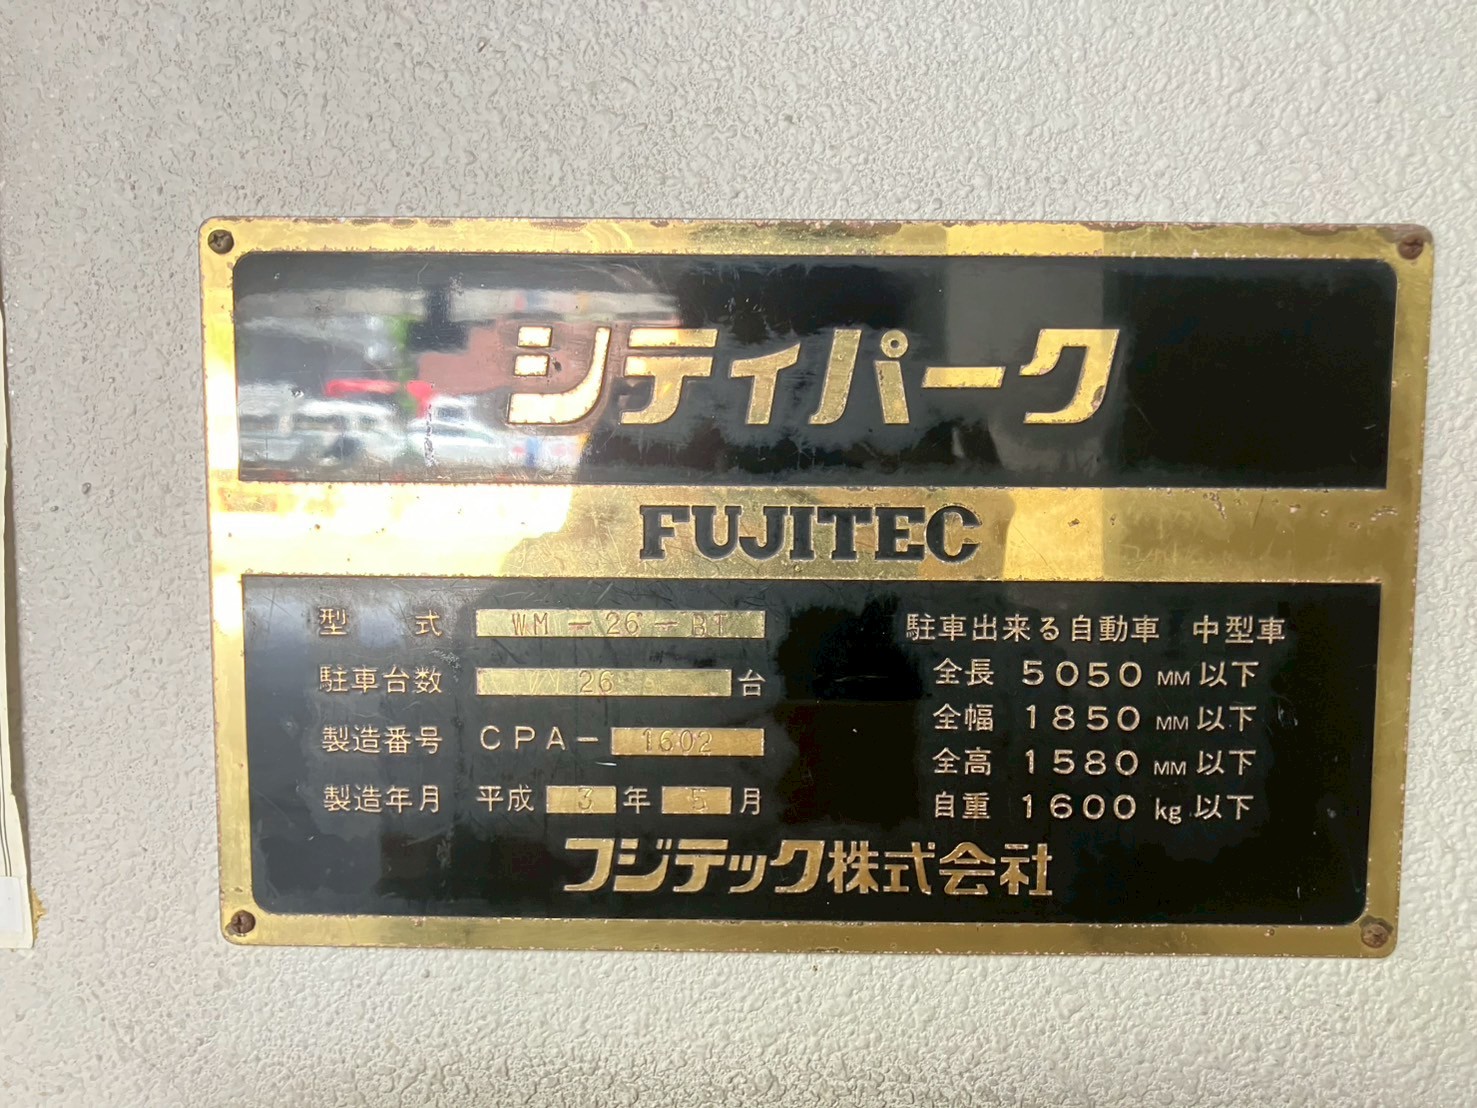 シティパーク
FUJITEC
型式 WM-26-BT
駐車台数 26 台
製造番号 CPA-1602
製造年月 平成 3 年 5 月
駐車出来る自動車 中型車
全長 5050 MM 以下
全幅 1850 MM 以下
全高 1580 MM 以下
自重 1600 kg 以下
フジテック株式会社